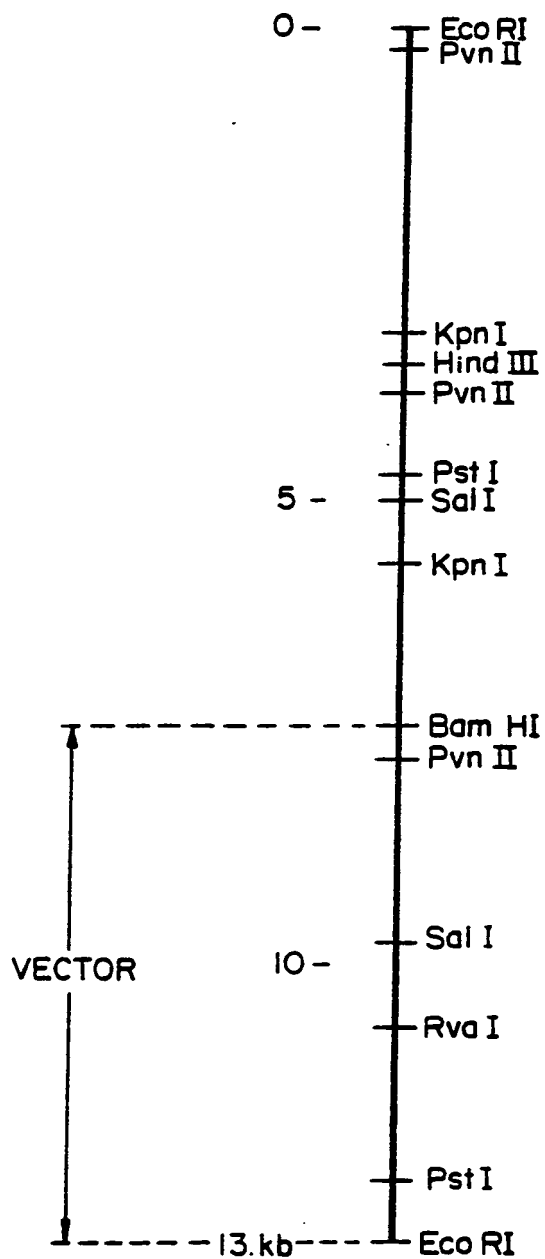 0 – Eco RI
Pvn II
Kpn I
Hind III
Pvn II
Pst I
5 – Sal I
Kpn I
Bam HI
Pvn II
Sal I
VECTOR 10 –
Rva I
Pst I
13.kb Eco RI